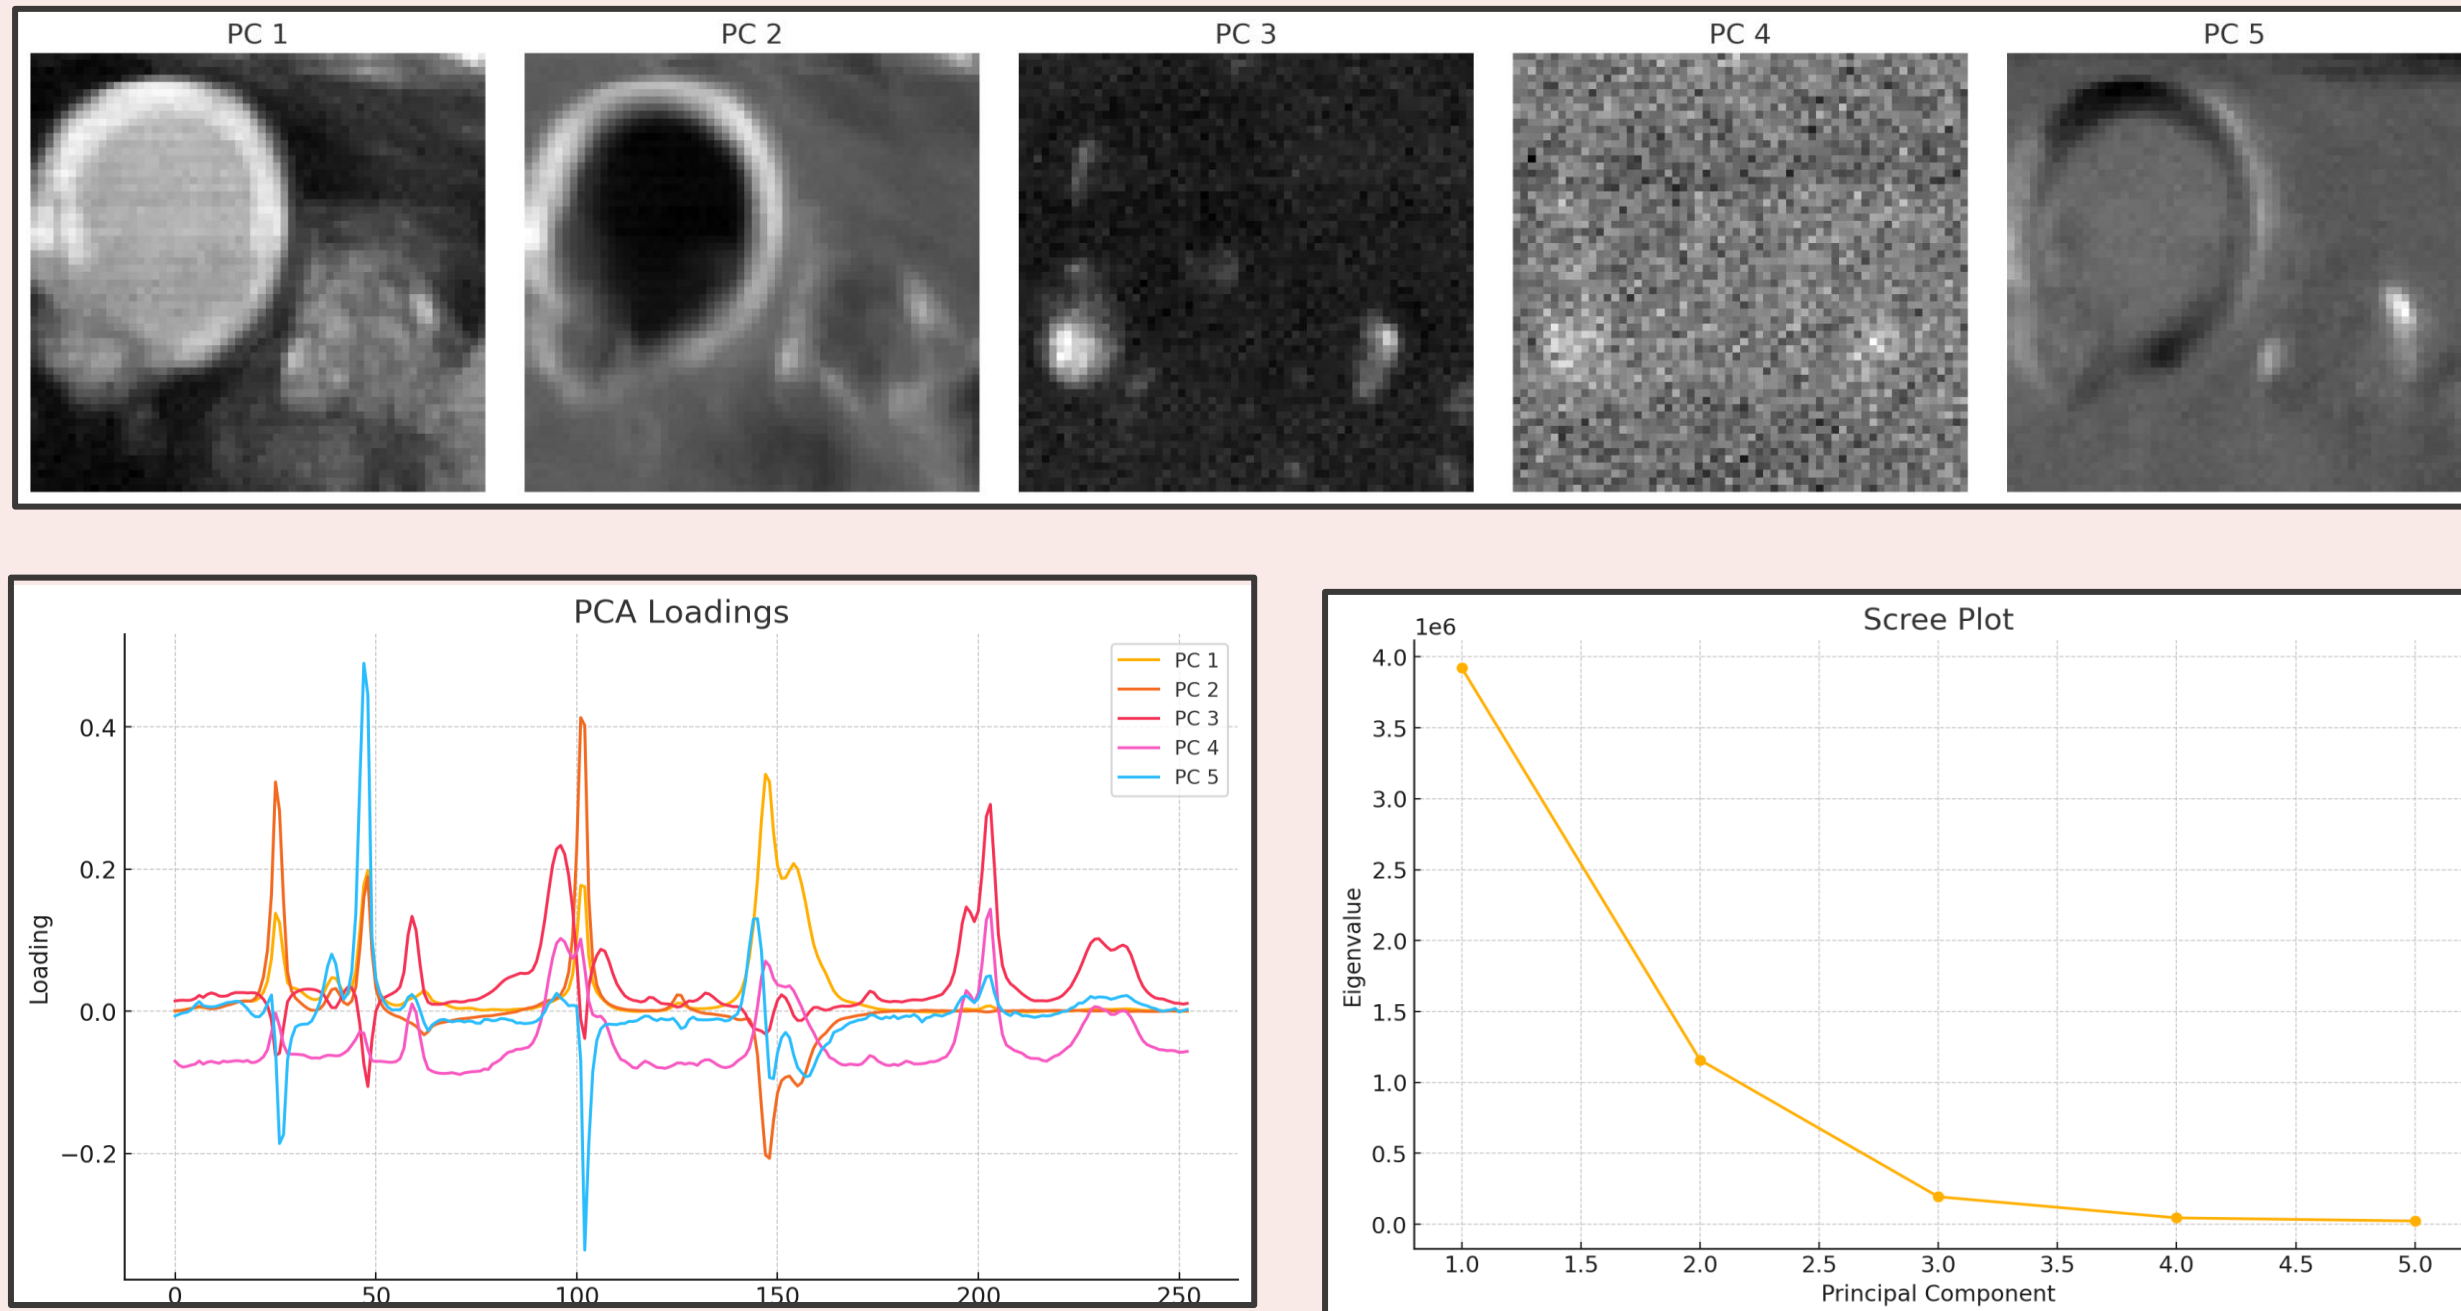 PC 1 PC 2 PC 3 PC 4 PC 5
PCA Loadings
Loading
0.4
0.2
0.0
−0.2
0 50 100 150 200 250
PC 1
PC 2
PC 3
PC 4
PC 5
Scree Plot
1e6
Eigenvalue
4.0
3.5
3.0
2.5
2.0
1.5
1.0
0.5
0.0
1.0 1.5 2.0 2.5 3.0 3.5 4.0 4.5 5.0
Principal Component